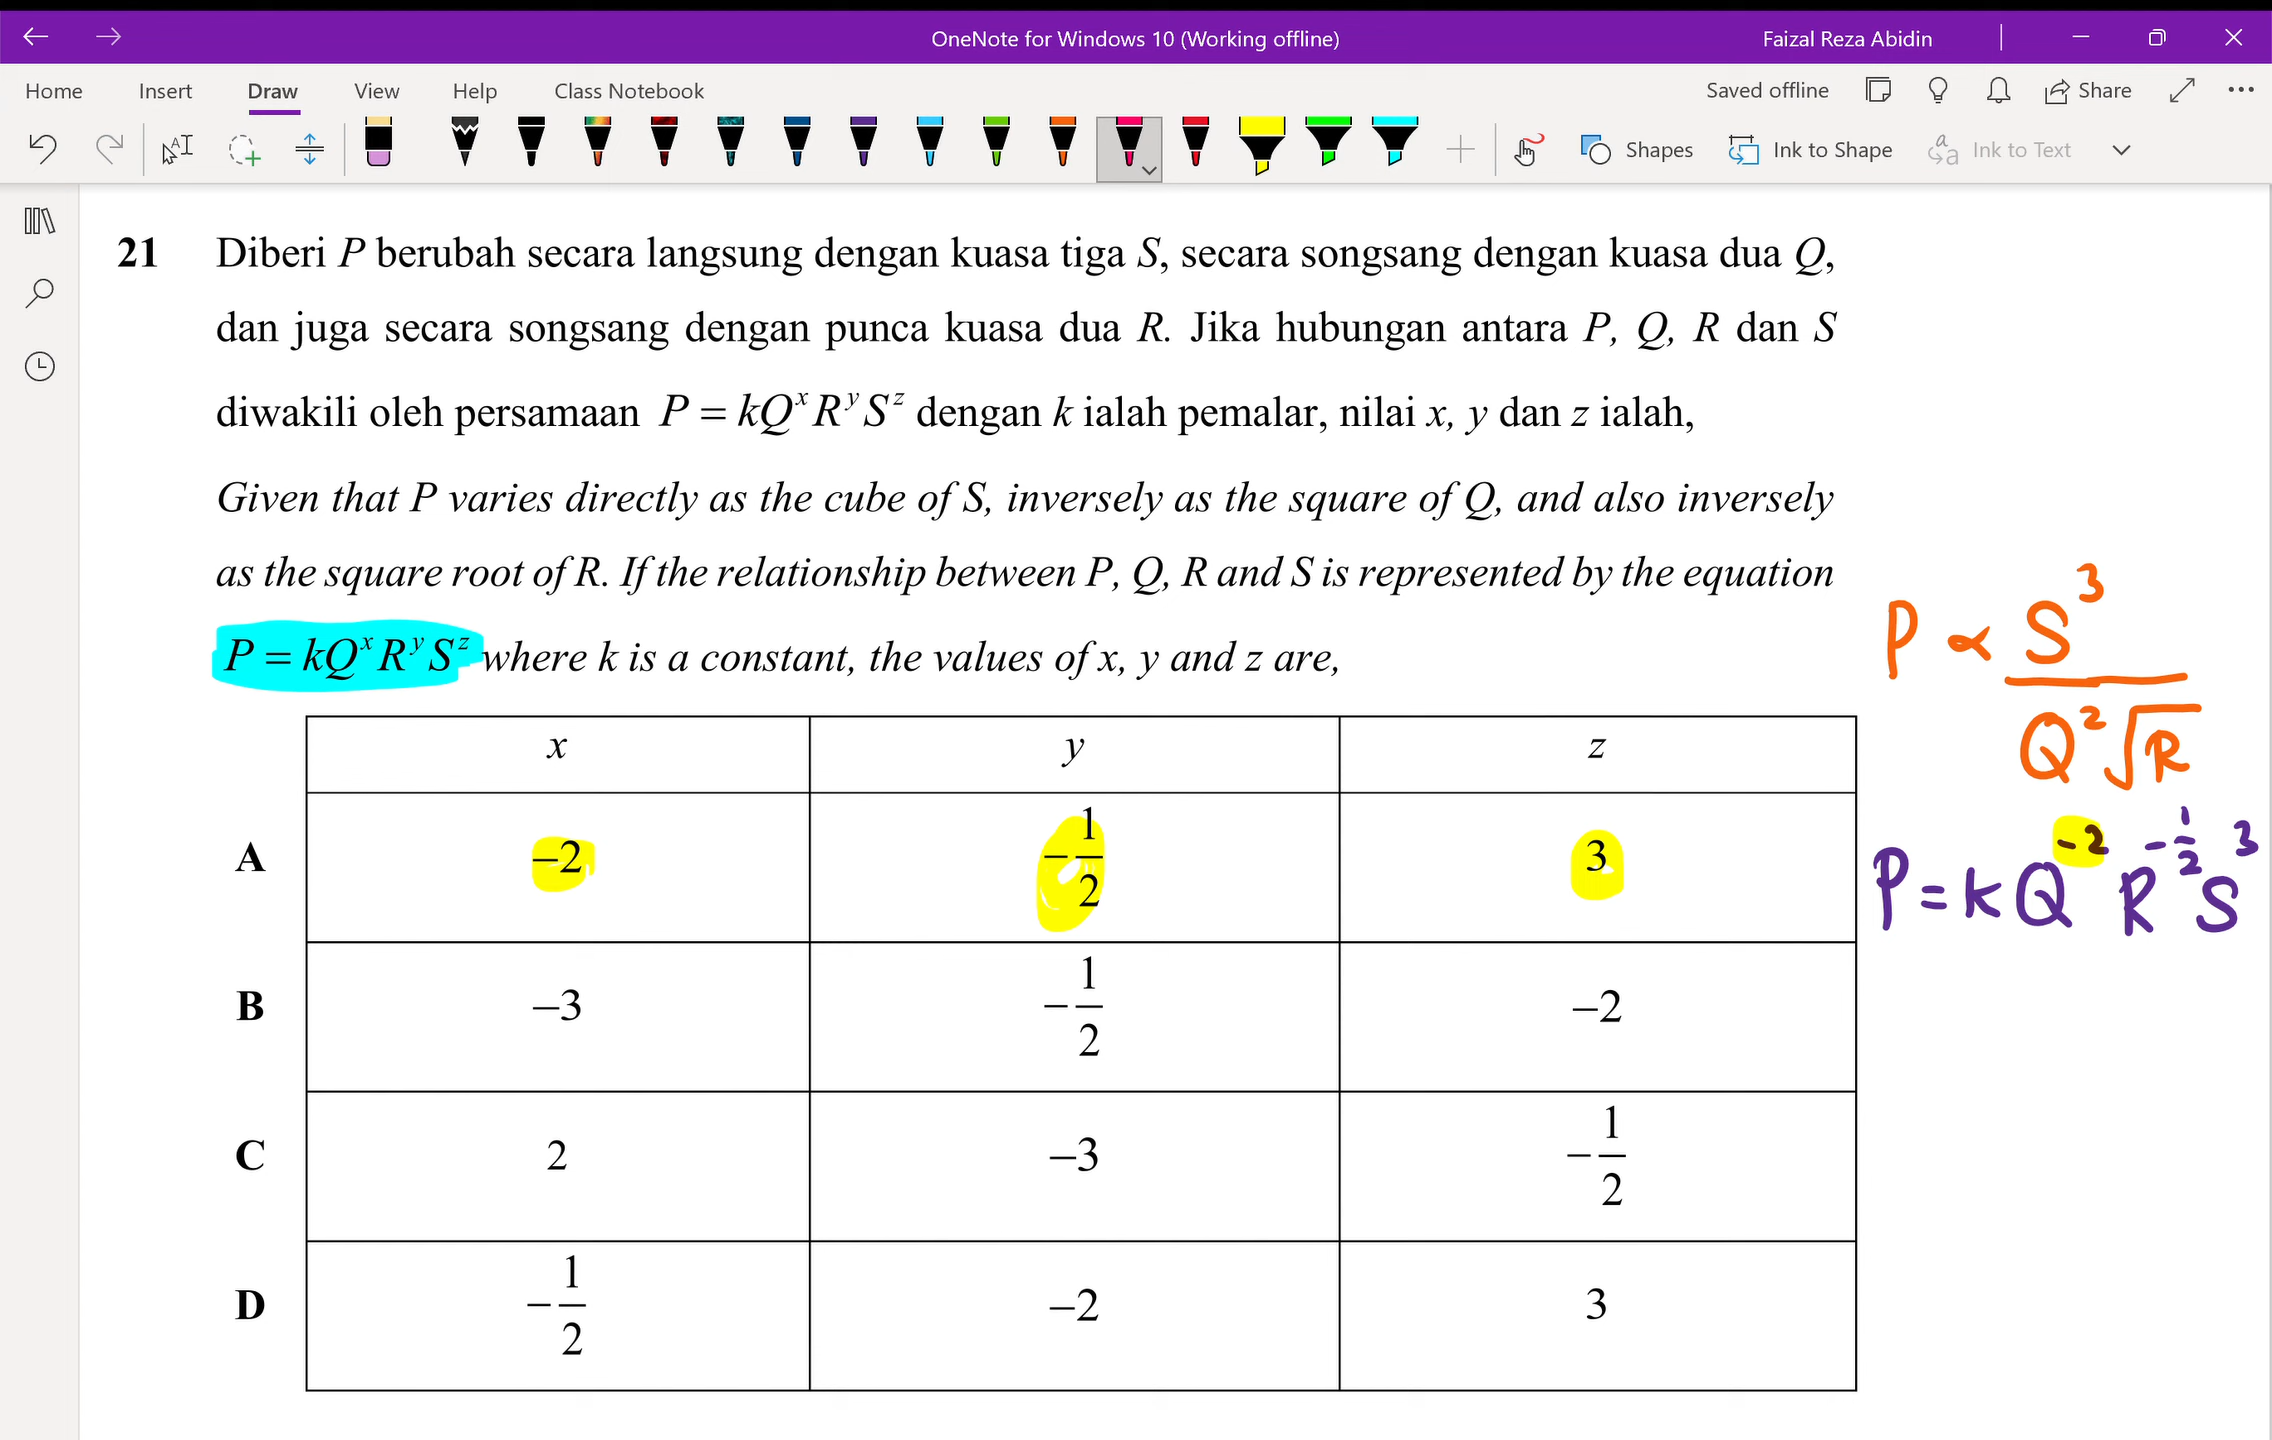 OneNote for Windows 10 (Working offline) Faizal Reza Abidin
Home Insert Draw View Help Class Notebook Saved offline Share
Shapes Ink to Shape Ink to Text
21 Diberi P berubah secara langsung dengan kuasa tiga S, secara songsang dengan kuasa dua Q,
dan juga secara songsang dengan punca kuasa dua R. Jika hubungan antara P, Q, R dan S
diwakili oleh persamaan P = kQˣRʸSᶻ dengan k ialah pemalar, nilai x, y dan z ialah,
Given that P varies directly as the cube of S, inversely as the square of Q, and also inversely
as the square root of R. If the relationship between P, Q, R and S is represented by the equation
P = kQˣRʸSᶻ where k is a constant, the values of x, y and z are,
x y z
A –2 –1/2 3
B –3 –1/2 –2
C 2 –3 –1/2
D –1/2 –2 3
P ∝ S³/Q²√R
P = kQ^-2 R^-1/2 S³